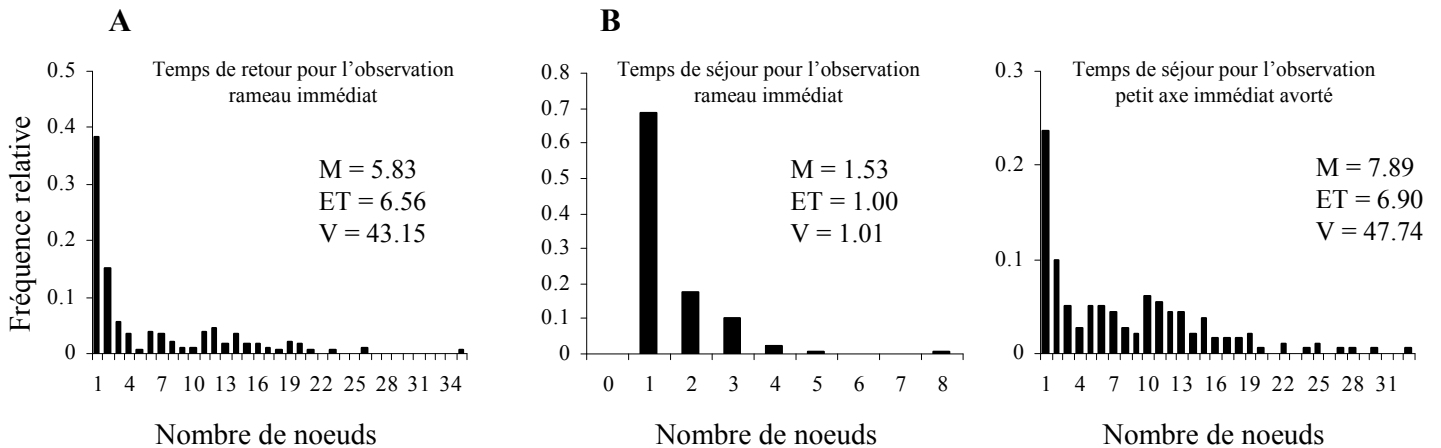 A
Temps de retour pour l'observation
rameau immédiat
M = 5.83
ET = 6.56
V = 43.15
Fréquence relative
0.5
0.4
0.3
0.2
0.1
0
1 4 7 10 13 16 19 22 25 28 31 34
Nombre de noeuds
B
Temps de séjour pour l'observation
rameau immédiat
M = 1.53
ET = 1.00
V = 1.01
0.8
0.7
0.6
0.5
0.4
0.3
0.2
0.1
0
0 1 2 3 4 5 6 7 8
Nombre de noeuds
Temps de séjour pour l'observation
petit axe immédiat avorté
M = 7.89
ET = 6.90
V = 47.74
0.3
0.2
0.1
0
1 4 7 10 13 16 19 22 25 28 31
Nombre de noeuds